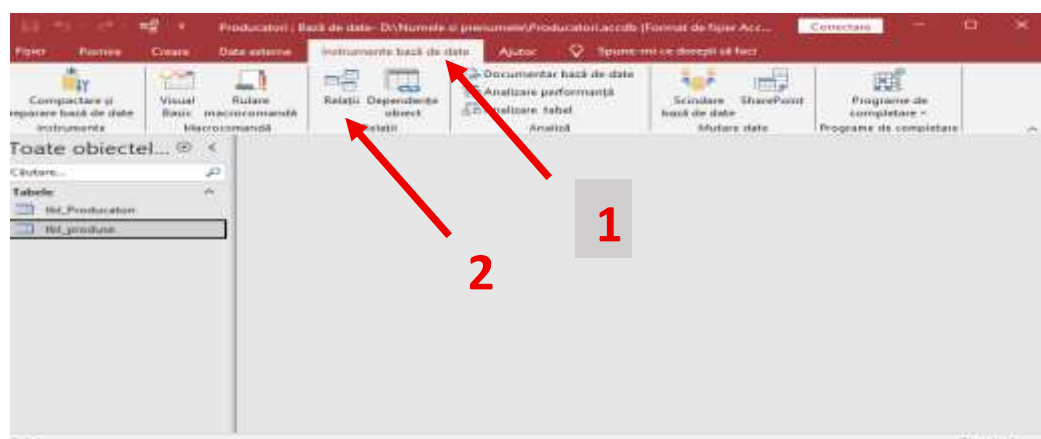 Producatori : Bază de date- D:\Numele si prenumele\Producatori.accdb (Format de fișier Acc...
Conectare
Fișier Pornire Creare Date externe Instrumente bază de date Ajutor Spune-mi ce dorești să faci
Compactare și
reparare bază de date
Visual
Basic
Rulare
macrocomandă
Relații
Dependențe
obiect
Documentar bază de date
Analizare performanță
Analizare tabel
Scindare
bază de date
SharePoint
Programe de
completare
Instrumente Macrocomandă Relații Analiză Mutare date Programe de completare
Toate obiectel...
Căutare...
Tabele
tbl_Producatori
tbl_produse
1
2